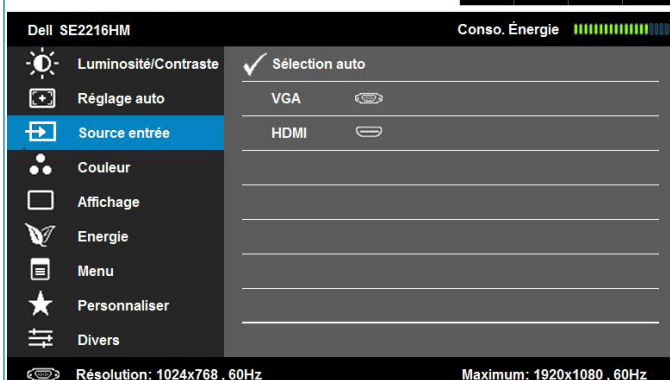 Dell SE2216HM Conso. Énergie
Luminosité/Contraste Sélection auto
Réglage auto VGA
Source entrée HDMI
Couleur
Affichage
Energie
Menu
Personnaliser
Divers
Résolution: 1024x768 , 60Hz Maximum: 1920x1080 , 60Hz